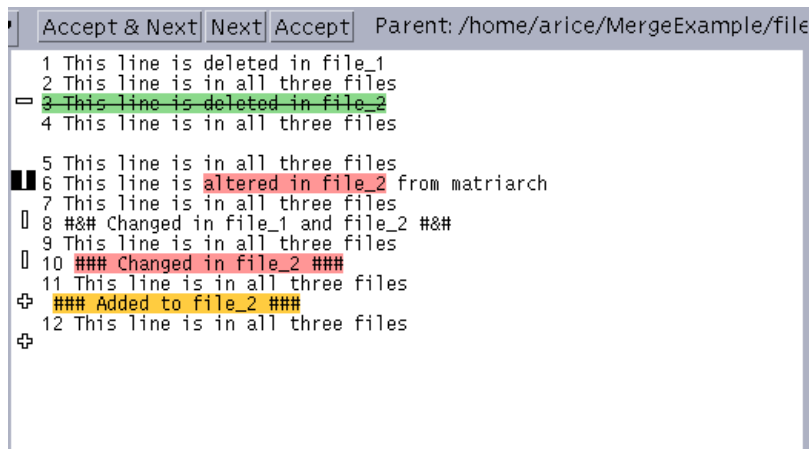 Accept & Next Next Accept Parent: /home/arice/MergeExample/file
1 This line is deleted in file_1
2 This line is in all three files
3 This line is deleted in file_2
4 This line is in all three files
5 This line is in all three files
6 This line is altered in file_2 from matriarch
7 This line is in all three files
8 #&# Changed in file_1 and file_2 #&#
9 This line is in all three files
10 ### Changed in file_2 ###
11 This line is in all three files
### Added to file_2 ###
12 This line is in all three files